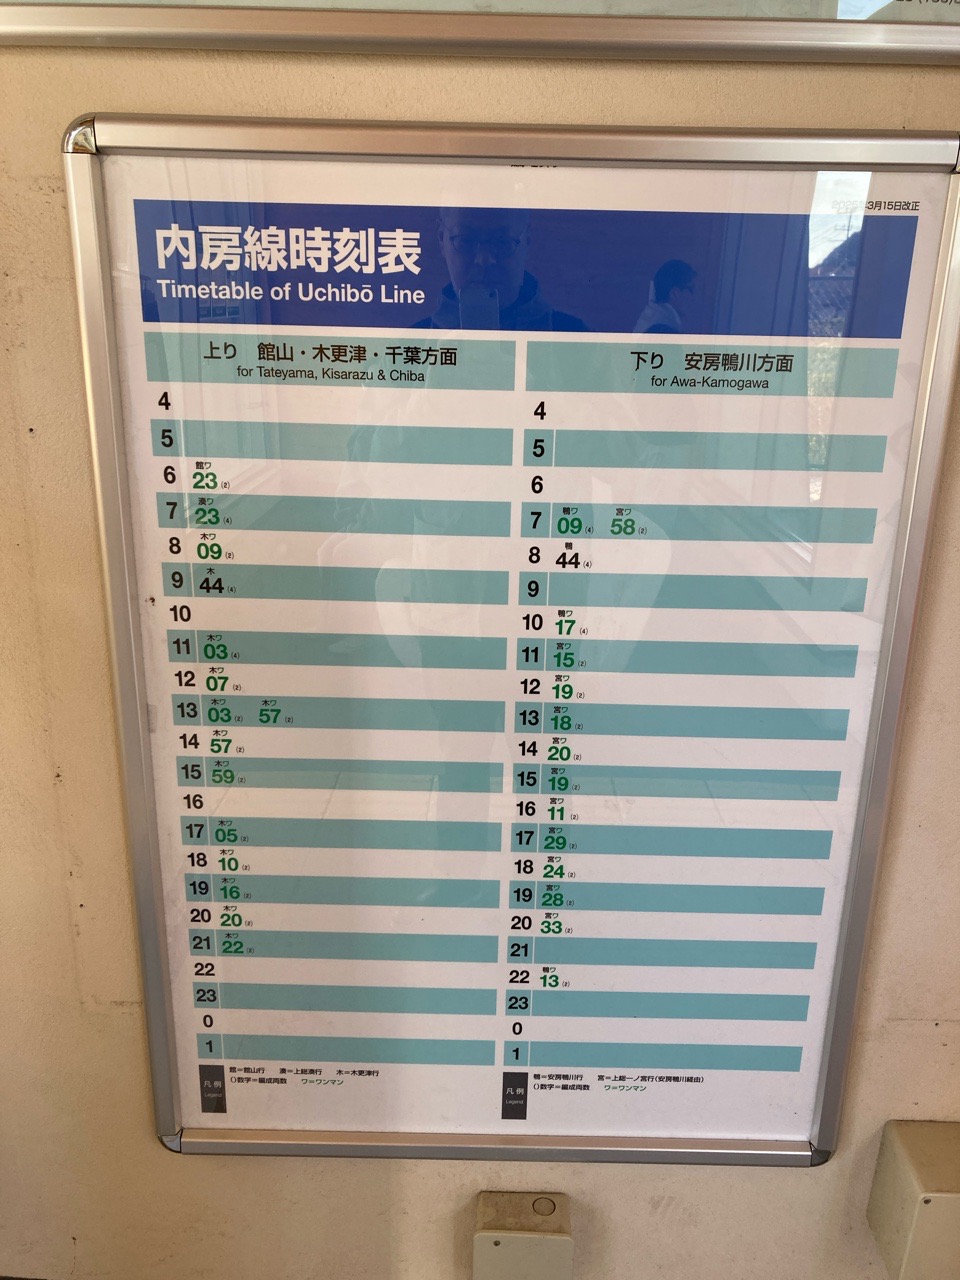 3月15日改正
内房線時刻表
Timetable of Uchibō Line
上り 館山・木更津・千葉方面
for Tateyama, Kisarazu & Chiba
4
5
6 館ワ 23 (2)
7 湊ワ 23 (4)
8 木ワ 09 (2)
9 木 44 (4)
10
11 木ワ 03 (4)
12 木ワ 07 (2)
13 木ワ 03 (2) 木ワ 57 (2)
14 木ワ 57 (2)
15 木ワ 59 (2)
16
17 木ワ 05 (2)
18 木ワ 10 (2)
19 木ワ 16 (2)
20 木ワ 20 (2)
21 木ワ 22 (2)
22
23
0
1
凡例
Legend
館=館山行 湊=上総湊行 木=木更津行
()数字=編成両数 ワ=ワンマン
下り 安房鴨川方面
for Awa-Kamogawa
4
5
6
7 鴨ワ 09 (4) 宮ワ 58 (2)
8 鴨 44 (4)
9
10 鴨ワ 17 (4)
11 宮ワ 15 (2)
12 宮ワ 19 (2)
13 宮ワ 18 (2)
14 宮ワ 20 (2)
15 宮ワ 19 (2)
16 宮ワ 11 (2)
17 宮ワ 29 (2)
18 宮ワ 24 (2)
19 宮ワ 28 (2)
20 宮ワ 33 (2)
21
22 鴨ワ 13 (2)
23
0
1
凡例
Legend
鴨=安房鴨川行 宮=上総一ノ宮行(安房鴨川経由)
()数字=編成両数 ワ=ワンマン